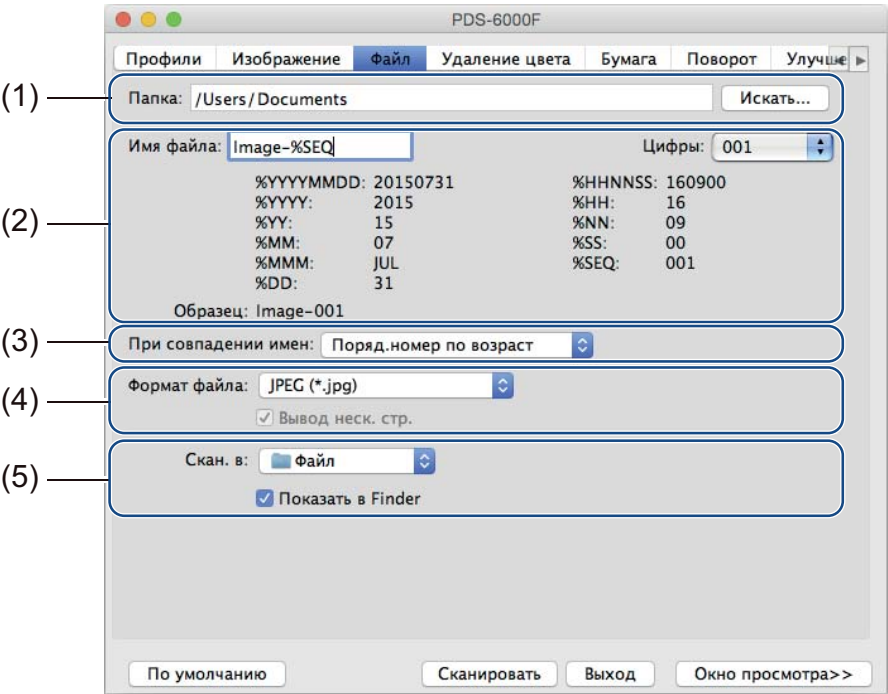 PDS-6000F
Профили Изображение Файл Удаление цвета Бумага Поворот
(1) Папка: /Users/Documents Искать...
Имя файла: Image-%SEQ Цифры: 001
%YYYYMMDD: 20150731 %HHNNSS: 160900
%YYYY: 2015 %HH: 16
(2) %YY: 15 %NN: 09
%MM: 07 %SS: 00
%MMM: JUL %SEQ: 001
%DD: 31
Образец: Image-001
(3) При совпадении имен: Поряд.номер по возраст
(4) Формат файла: JPEG (*.jpg)
Вывод неск. стр.
(5) Скан. в: Файл
Показать в Finder
По умолчанию Сканировать Выход Окно просмотра>>